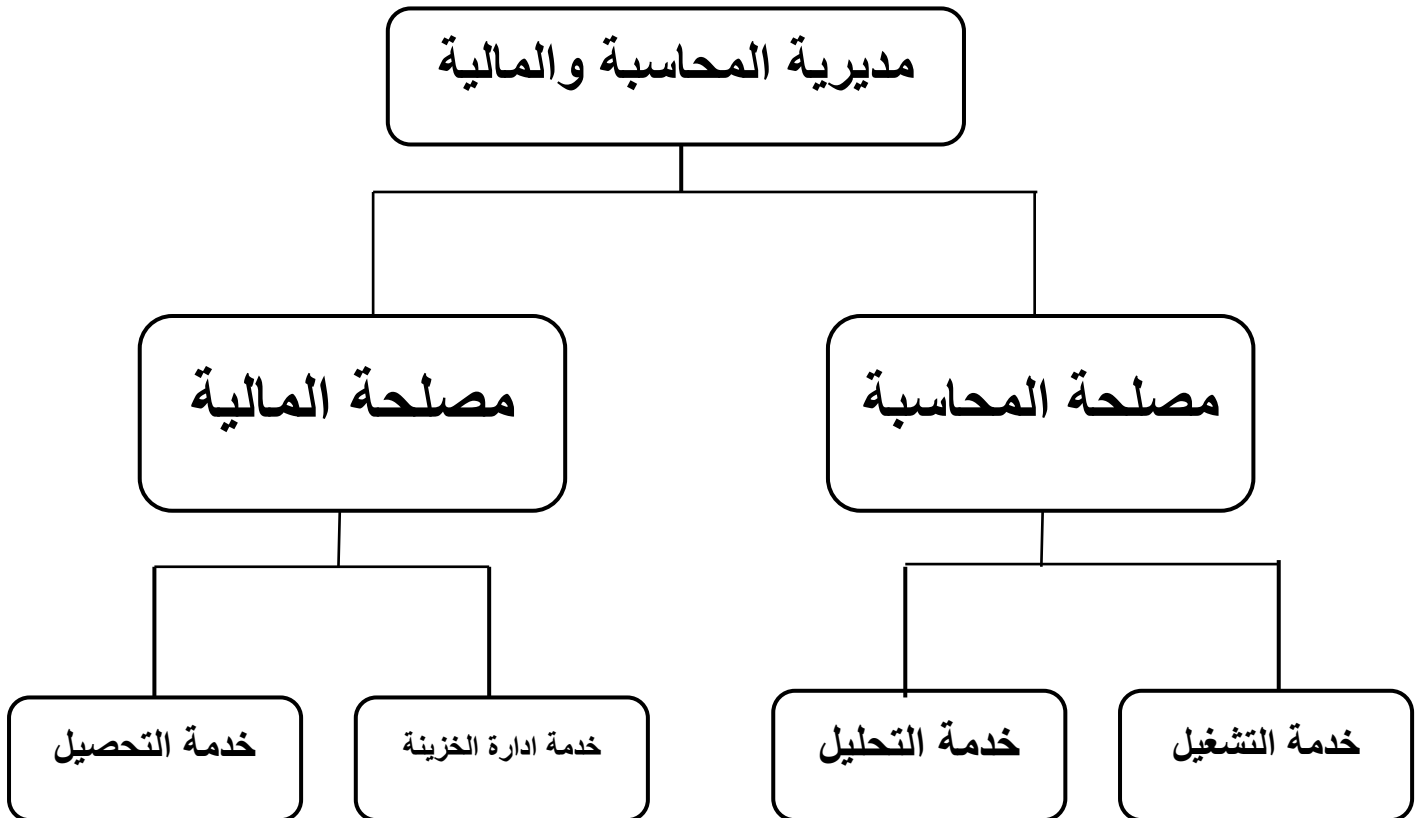 مديرية المحاسبة والمالية
مصلحة المحاسبة
مصلحة المالية
خدمة التشغيل
خدمة التحليل
خدمة ادارة الخزينة
خدمة التحصيل